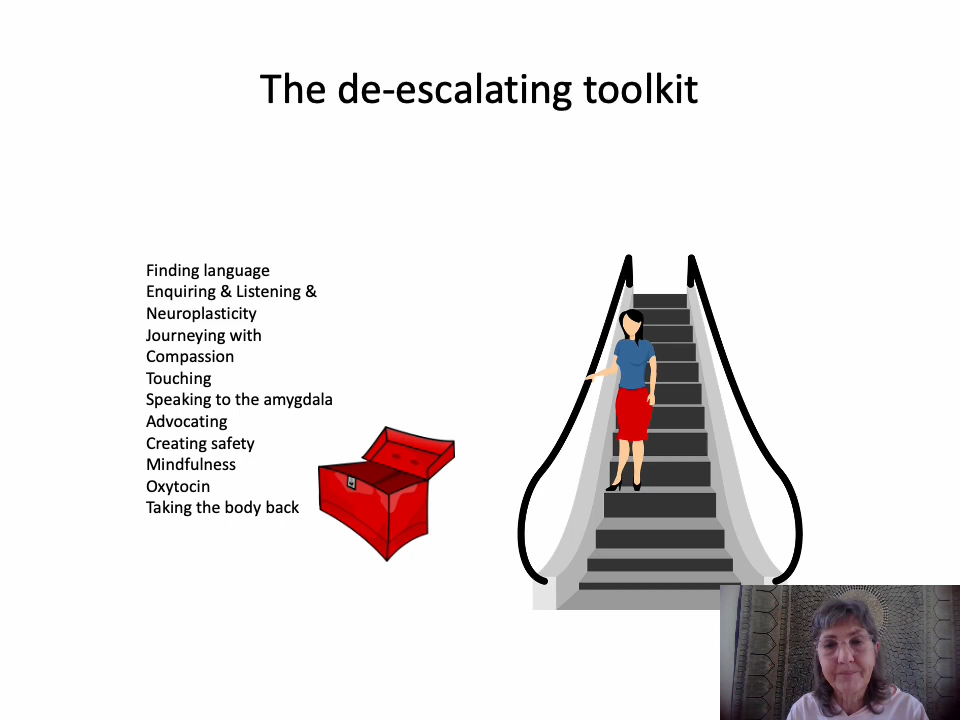 The de-escalating toolkit
Finding language
Enquiring & Listening &
Neuroplasticity
Journeying with
Compassion
Touching
Speaking to the amygdala
Advocating
Creating safety
Mindfulness
Oxytocin
Taking the body back